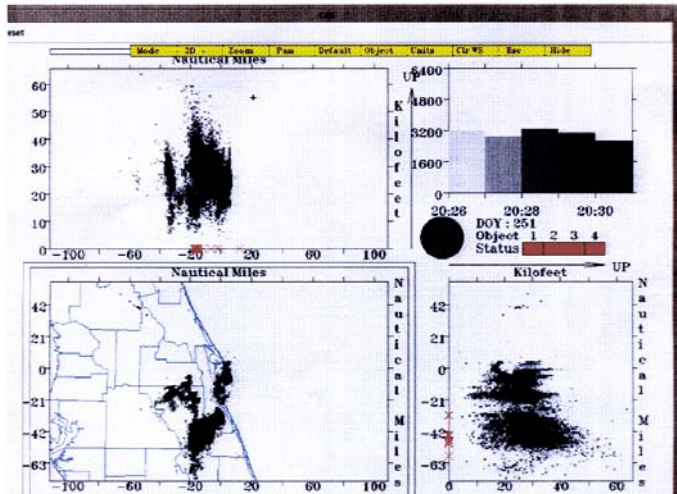 eset
Mode - 2D - Zoom Pan Default Object Units Clr WS Env Hide
Nautical Miles
60
50
40
30
20
10
0
-100 -60 -20 20 60 100
Kilofeet
UP
6400
4800
3200
1600
0
20:26 20:28 20:30
DOY : 251
Object 1 2 3 4
Status
UP
Nautical Miles
42
21
0
-21
-42
-63
-100 -60 -20 20 60 100
Nautical Miles
Kilofeet
42
21
0
-21
-42
-63
0 20 40 60
Nautical Miles